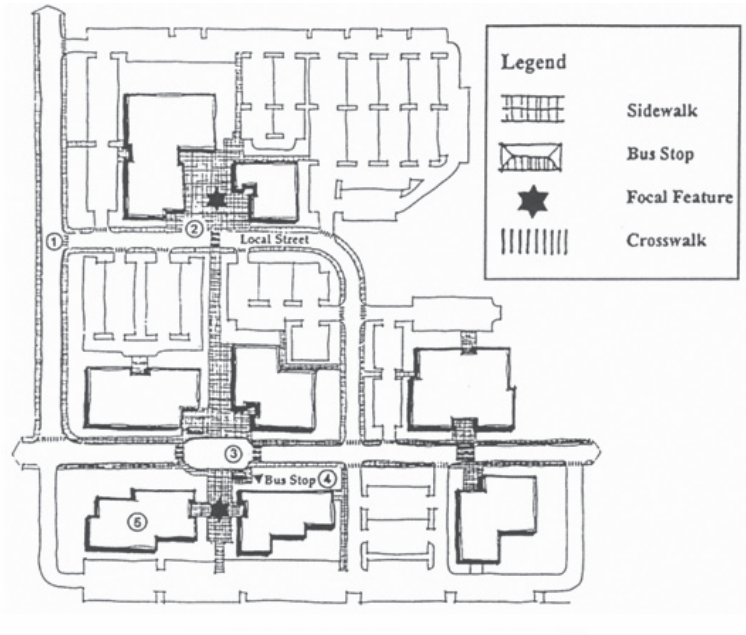 Legend
Sidewalk
Bus Stop
Focal Feature
Crosswalk
1
2
Local Street
3
Bus Stop 4
5